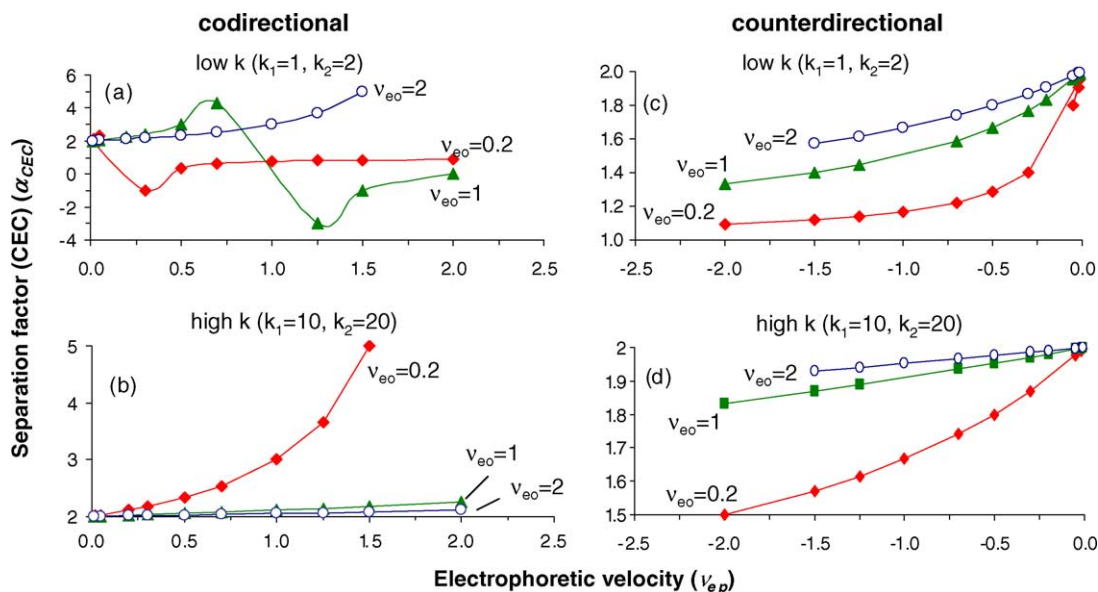 codirectional
counterdirectional
low k (k₁=1, k₂=2)
low k (k₁=1, k₂=2)
(a)
6
5
4
2
0
-2
-4
0.0 0.5 1.0 1.5 2.0 2.5
νeo=2
νeo=0.2
νeo=1
(c)
2.0
1.8
1.6
1.4
1.2
1.0
-2.5 -2.0 -1.5 -1.0 -0.5 0.0
νeo=2
νeo=1
νeo=0.2
Separation factor (CEC) (αCEC)
high k (k₁=10, k₂=20)
high k (k₁=10, k₂=20)
(b)
5
4
3
2
0.0 0.5 1.0 1.5 2.0 2.5
νeo=0.2
νeo=1
νeo=2
(d)
2
1.9
1.8
1.7
1.6
1.5
-2.5 -2.0 -1.5 -1.0 -0.5 0.0
νeo=2
νeo=1
νeo=0.2
Electrophoretic velocity (νep)